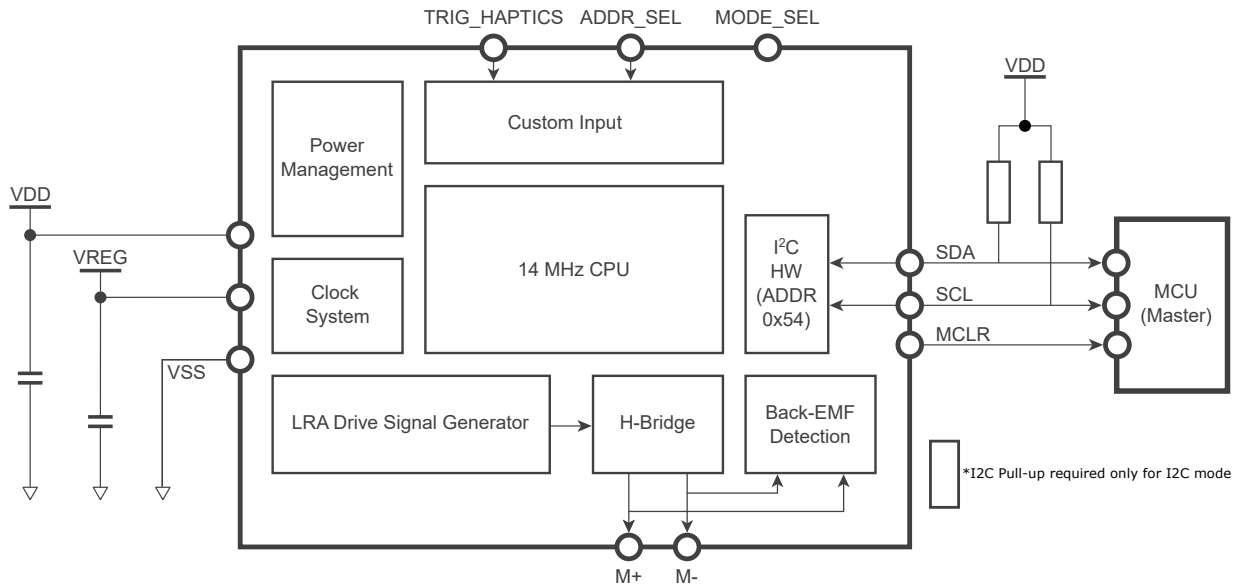 TRIG_HAPTICS ADDR_SEL MODE_SEL
VDD
Power
Management
Custom Input
VDD
VREG
Clock
System
14 MHz CPU
I²C
HW
(ADDR
0x54)
SDA
SCL
MCLR
MCU
(Master)
VSS
LRA Drive Signal Generator
H-Bridge
Back-EMF
Detection
*I2C Pull-up required only for I2C mode
M+ M-